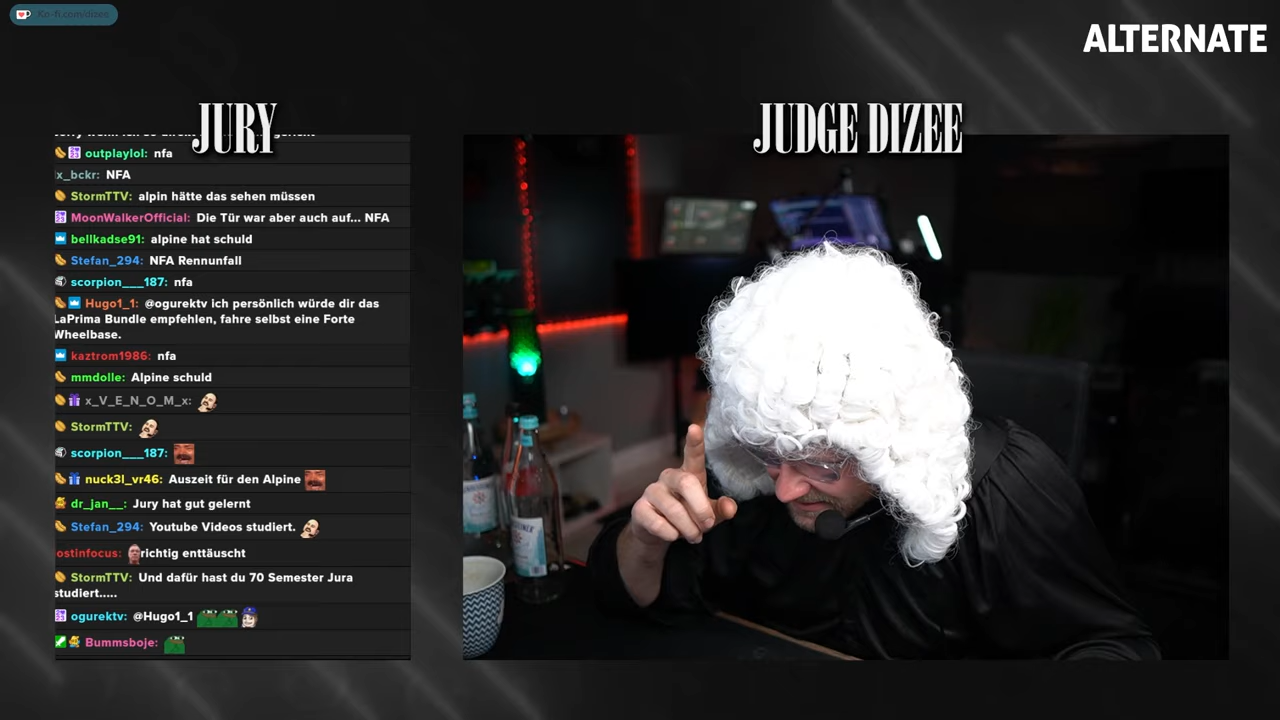 Ko-fi.com/dizee
ALTERNATE
JURY
JUDGE DIZEE
outplaylol: nfa
x_bckr: NFA
StormTTV: alpin hätte das sehen müssen
MoonWalkerOfficial: Die Tür war aber auch auf... NFA
bellkadse91: alpine hat schuld
Stefan_294: NFA Rennunfall
scorpion___187: nfa
Hugo1_1: @ogurektv ich persönlich würde dir das
LaPrima Bundle empfehlen, fahre selbst eine Forte
Wheelbase.
kaztrom1986: nfa
mmdolle: Alpine schuld
x_V_E_N_O_M_x:
StormTTV:
scorpion___187:
nuck3l_vr46: Auszeit für den Alpine
dr_jan__: Jury hat gut gelernt
Stefan_294: Youtube Videos studiert.
ostinfocus: richtig enttäuscht
StormTTV: Und dafür hast du 70 Semester Jura
studiert.....
ogurektv: @Hugo1_1
Bummsboje: